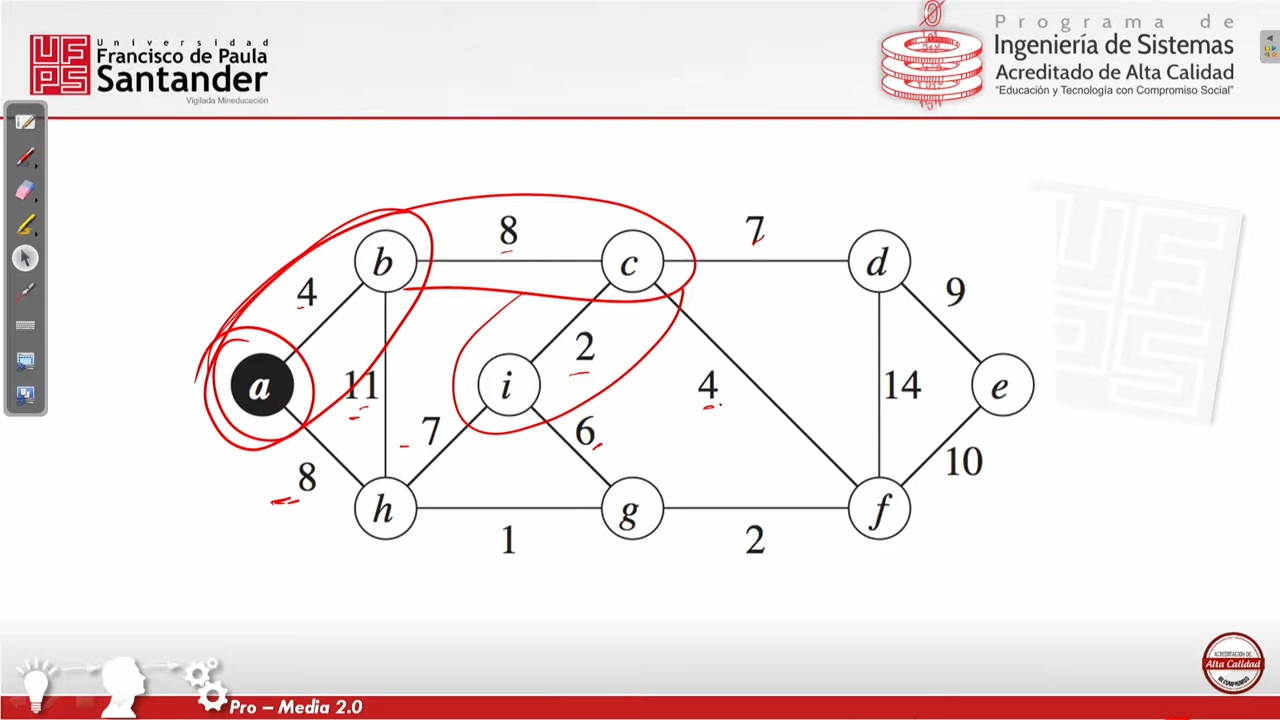 Universidad
Francisco de Paula
Santander
Vigilada Mineducación
UFPS
Programa de
Ingeniería de Sistemas
Acreditado de Alta Calidad
"Educación y Tecnología con Compromiso Social"
8
7
b
c
d
4
9
2
a
11
i
4
14
e
7
6
8
10
h
g
f
1
2
UFPS
Alta Calidad
Pro – Media 2.0